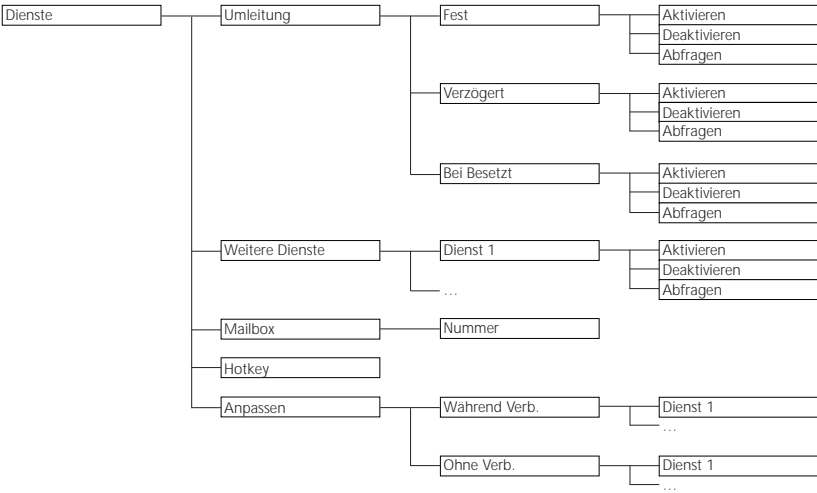 Dienste Umleitung Fest Aktivieren
Deaktivieren
Abfragen
Verzögert Aktivieren
Deaktivieren
Abfragen
Bei Besetzt Aktivieren
Deaktivieren
Abfragen
Weitere Dienste Dienst 1 Aktivieren
Deaktivieren
... Abfragen
Mailbox Nummer
Hotkey
Anpassen Während Verb. Dienst 1
...
Ohne Verb. Dienst 1
...